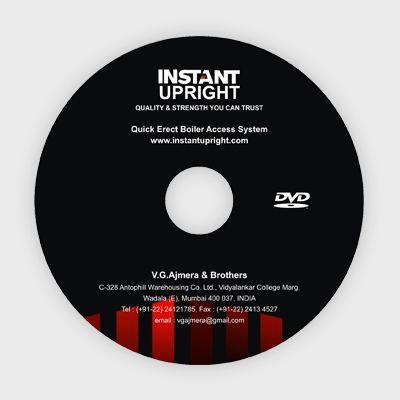 INSTANT
UPRIGHT
QUALITY & STRENGTH YOU CAN TRUST
Quick Erect Boiler Access System
www.instantupright.com
DVD
V.G.Ajmera & Brothers
C-328 Antophill Warehousing Co. Ltd., Vidyalankar College Marg.
Wadala (E), Mumbai 400 037, INDIA
Tel : (+91-22) 24121785, Fax : (+91-22) 2413 4527
email : vgajmera@gmail.com